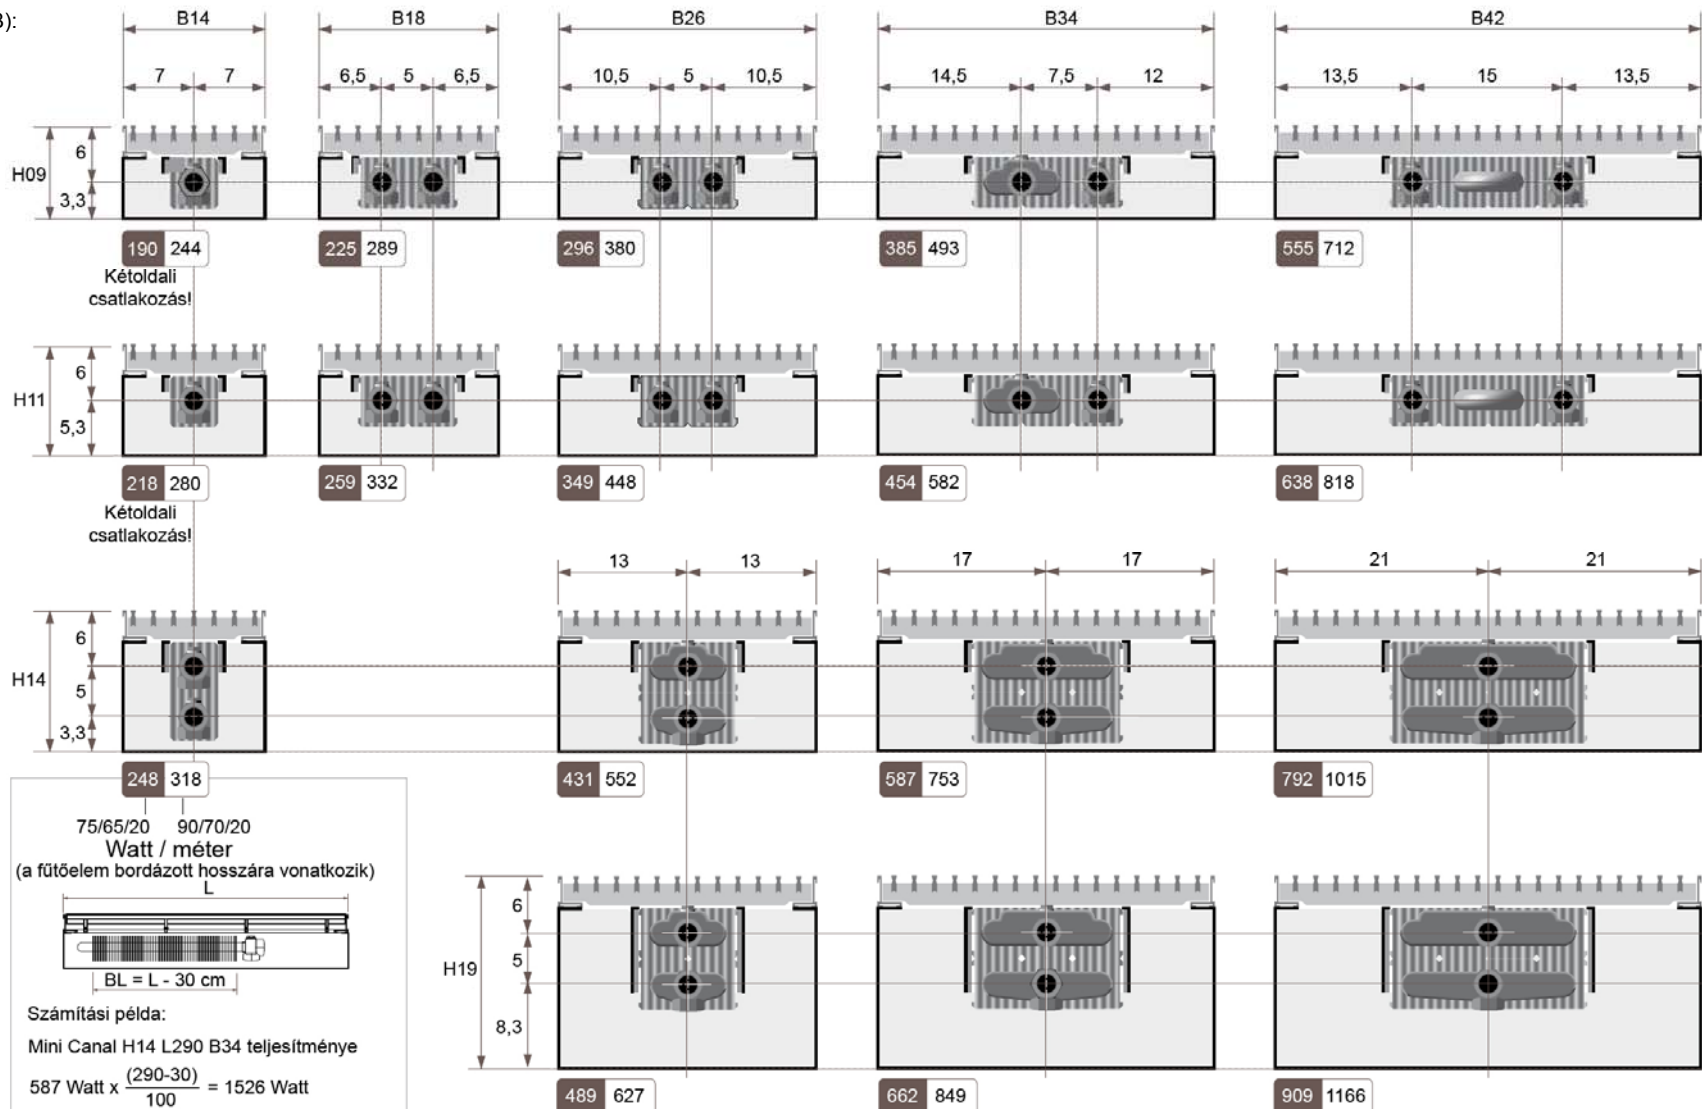 3):
B14 B18 B26 B34 B42
7 7 6,5 5 6,5 10,5 5 10,5 14,5 7,5 12 13,5 15 13,5
H09
6
3,3
190 244 225 289 296 380 385 493 555 712
Kétoldali
csatlakozás!
H11
6
5,3
218 280 259 332 349 448 454 582 638 818
Kétoldali
csatlakozás!
13 13 17 17 21 21
H14
6
5
3,3
248 318 431 552 587 753 792 1015
75/65/20 90/70/20
Watt / méter
(a fűtőelem bordázott hosszára vonatkozik)
L
BL = L - 30 cm
Számítási példa:
Mini Canal H14 L290 B34 teljesítménye
587 Watt x (290-30) = 1526 Watt
100
H19
6
5
8,3
489 627 662 849 909 1166